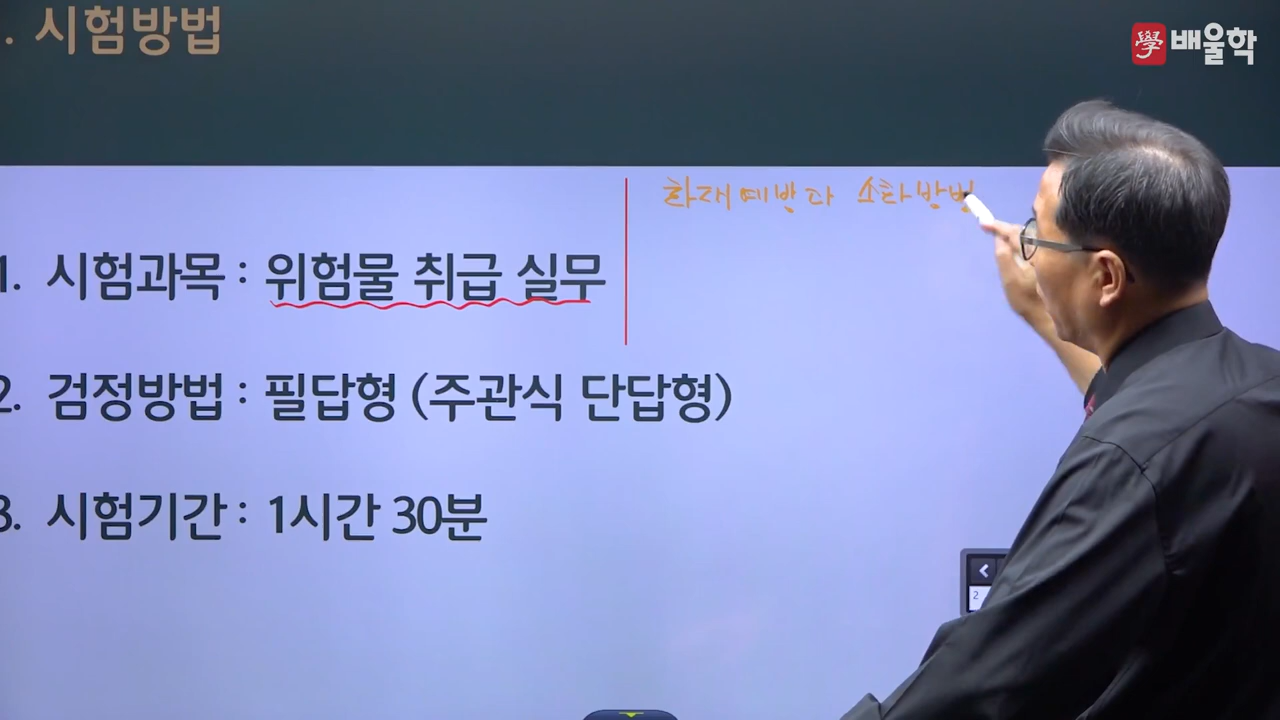 . 시험방법
學 배울학
화재예방과 소화방법
1. 시험과목 : 위험물 취급 실무
2. 검정방법 : 필답형 (주관식 단답형)
3. 시험기간 : 1시간 30분
2